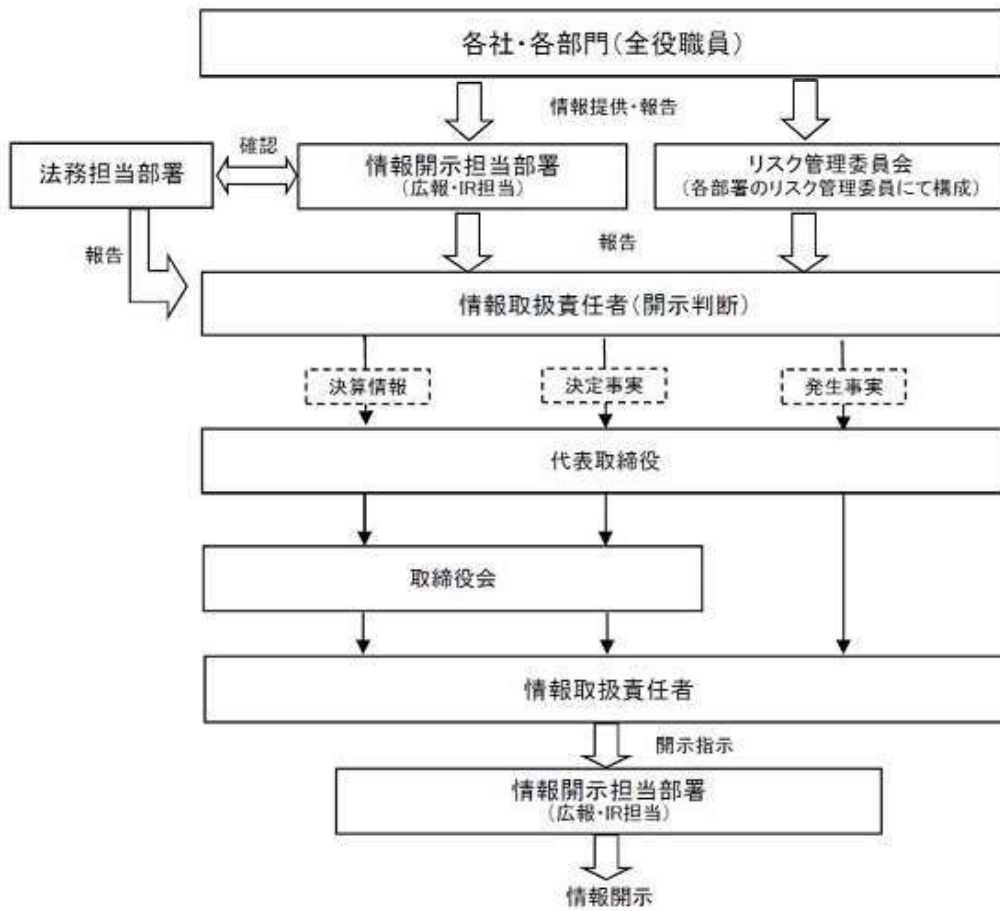 各社・各部門(全役職員)
情報提供・報告
確認
法務担当部署
情報開示担当部署
(広報・IR担当)
リスク管理委員会
(各部署のリスク管理委員にて構成)
報告
報告
情報取扱責任者(開示判断)
決算情報
決定事実
発生事実
代表取締役
取締役会
情報取扱責任者
開示指示
情報開示担当部署
(広報・IR担当)
情報開示